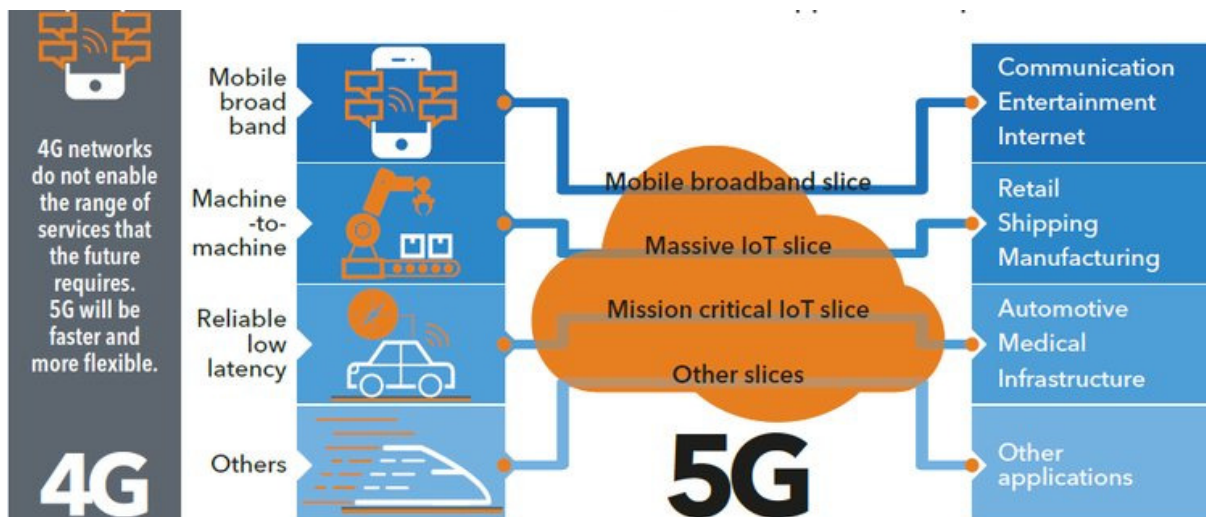 4G networks
do not enable
the range of
services that
the future
requires.
5G will be
faster and
more flexible.
4G
Mobile
broad
band
Machine
-to-
machine
Reliable
low
latency
Others
Mobile broadband slice
Massive IoT slice
Mission critical IoT slice
Other slices
5G
Communication
Entertainment
Internet
Retail
Shipping
Manufacturing
Automotive
Medical
Infrastructure
Other
applications